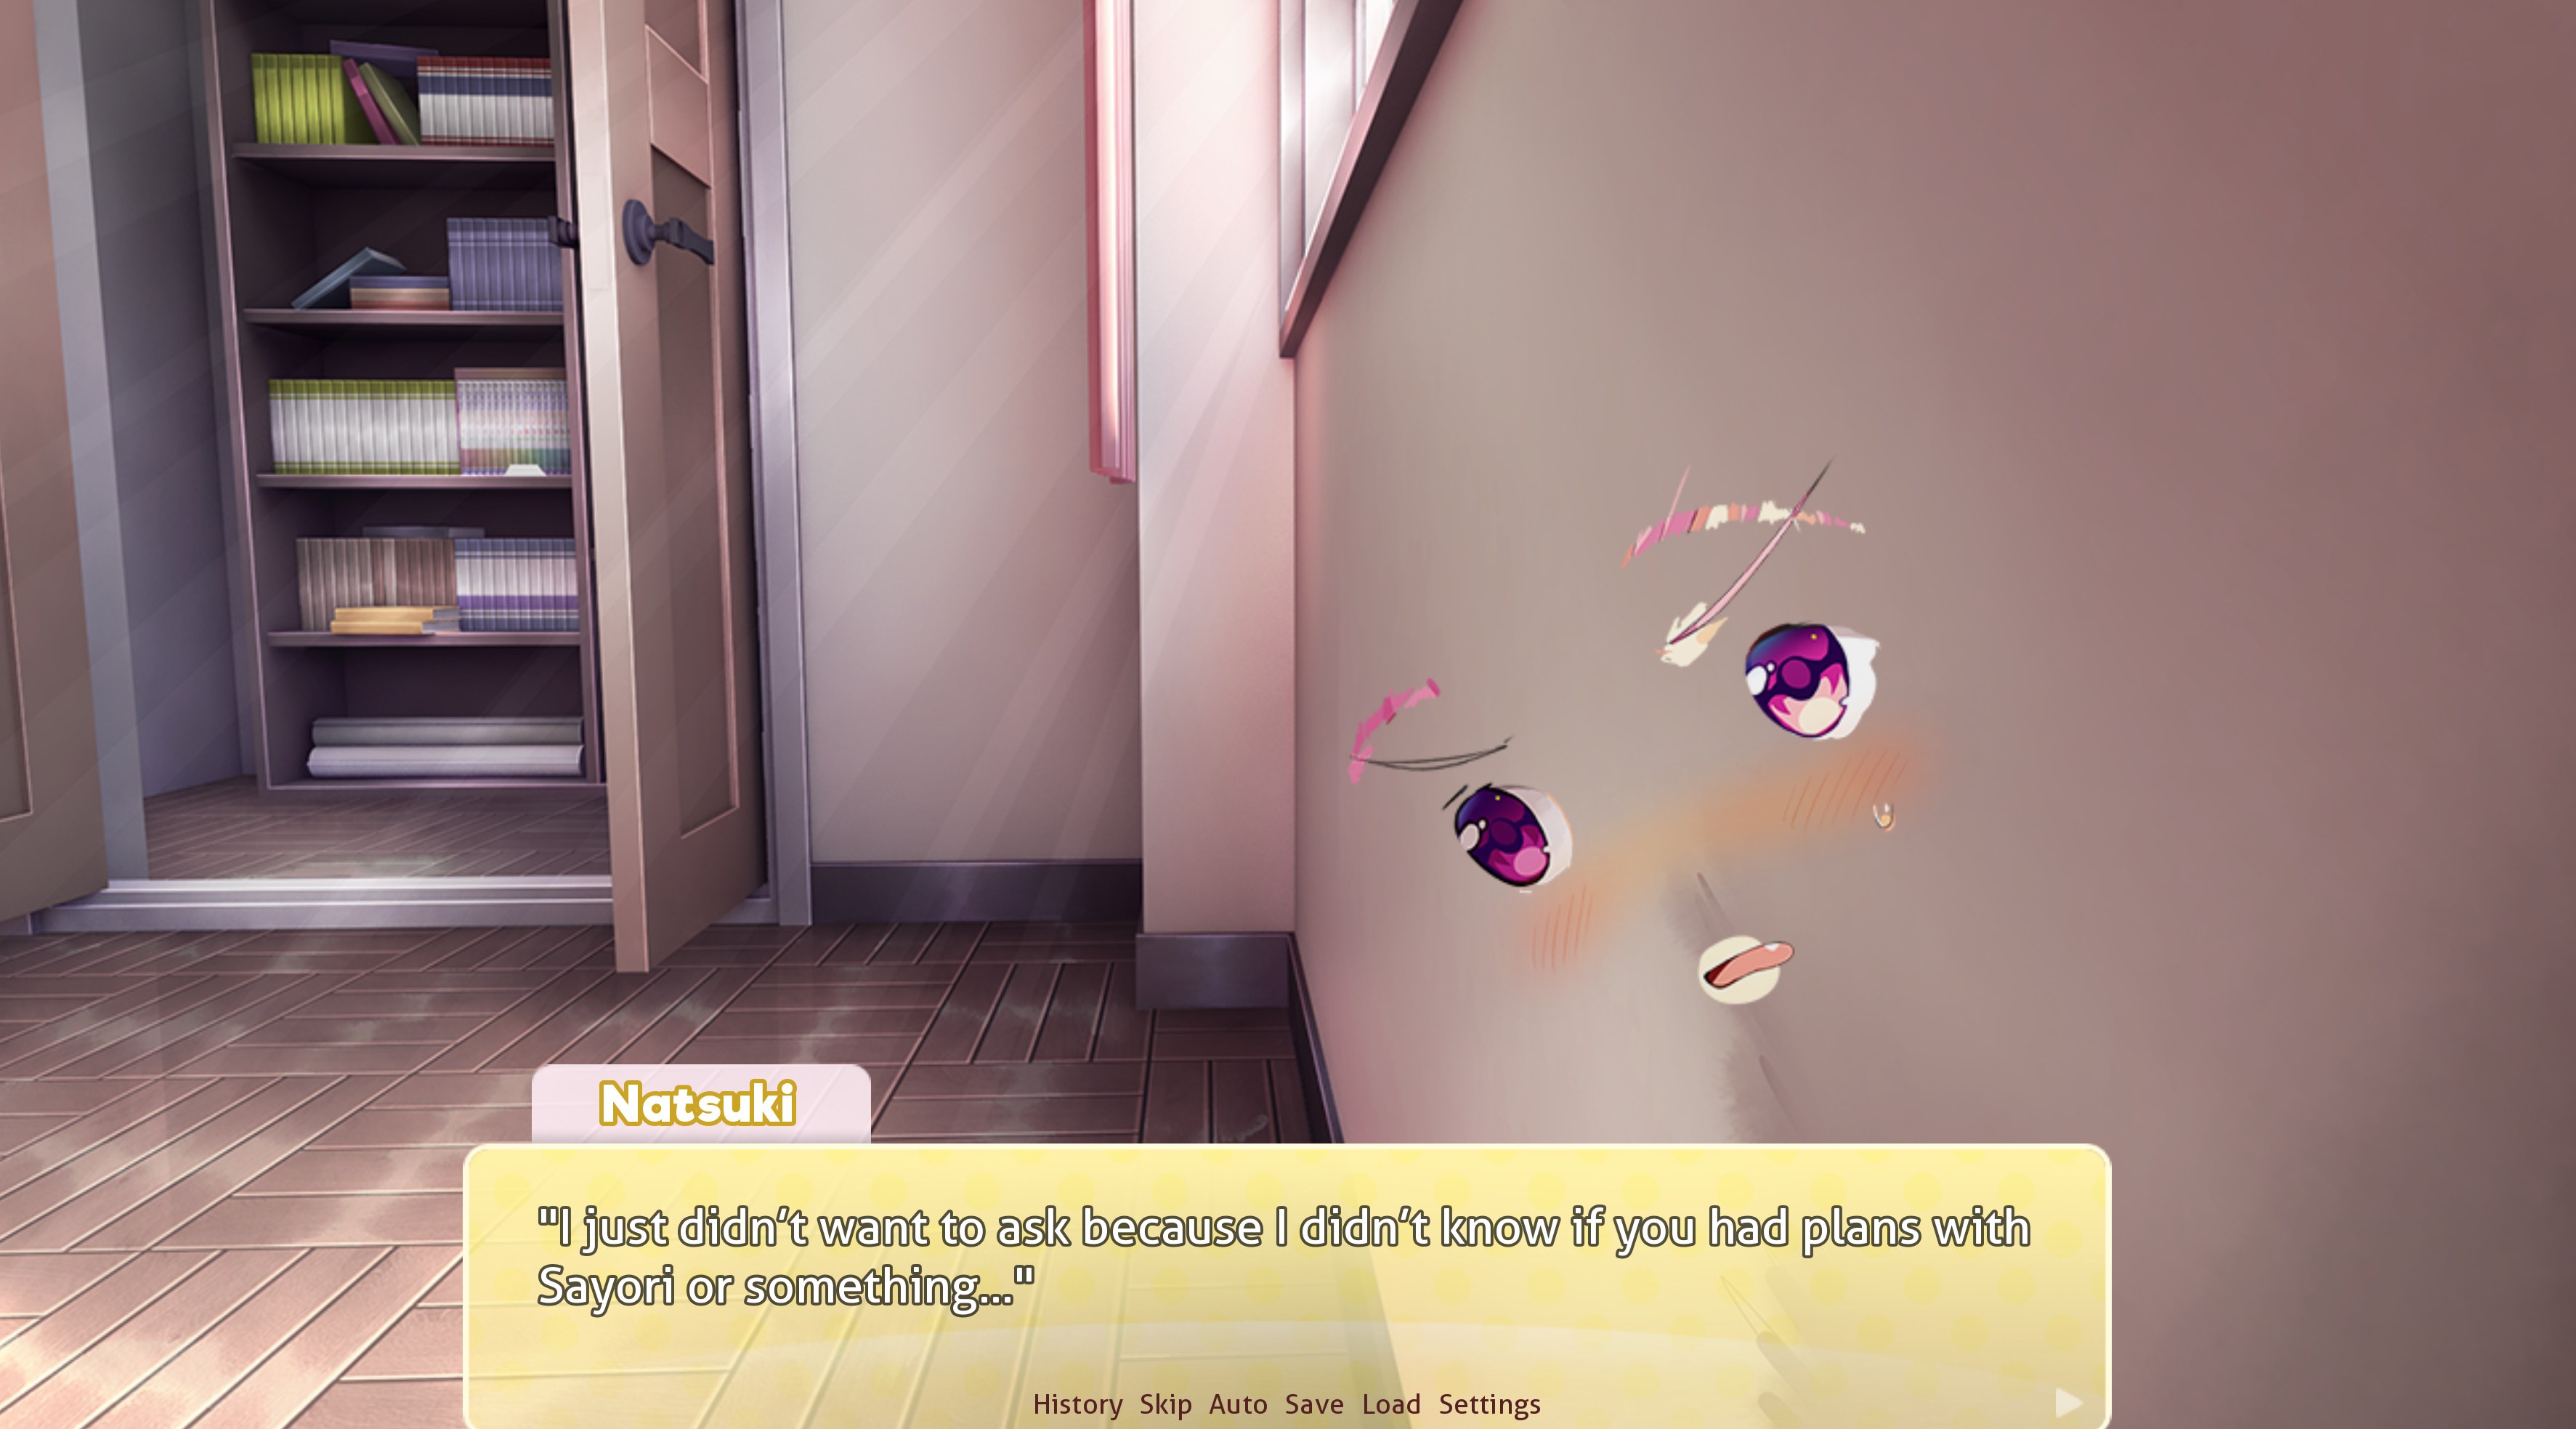 Natsuki
"I just didn’t want to ask because I didn’t know if you had plans with
Sayori or something..."
History Skip Auto Save Load Settings